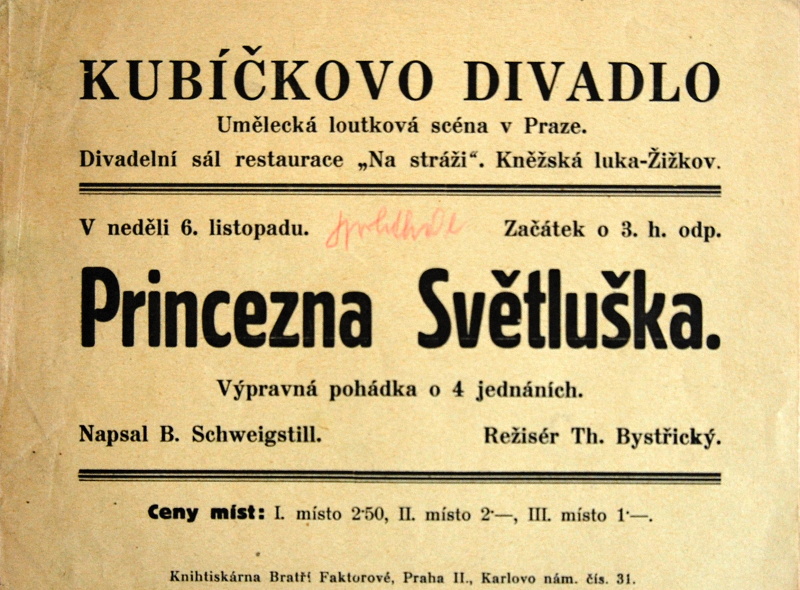 KUBÍČKOVO DIVADLO
Umělecká loutková scéna v Praze.
Divadelní sál restaurace „Na stráži“. Kněžská luka-Žižkov.
V neděli 6. listopadu. Začátek o 3. h. odp.
Princezna Světluška.
Výpravná pohádka o 4 jednáních.
Napsal B. Schweigstill. Režisér Th. Bystřický.
Ceny míst: I. místo 2·50, II. místo 2·—, III. místo 1·—.
Knihtiskárna Bratří Faktorové, Praha II., Karlovo nám. čís. 31.